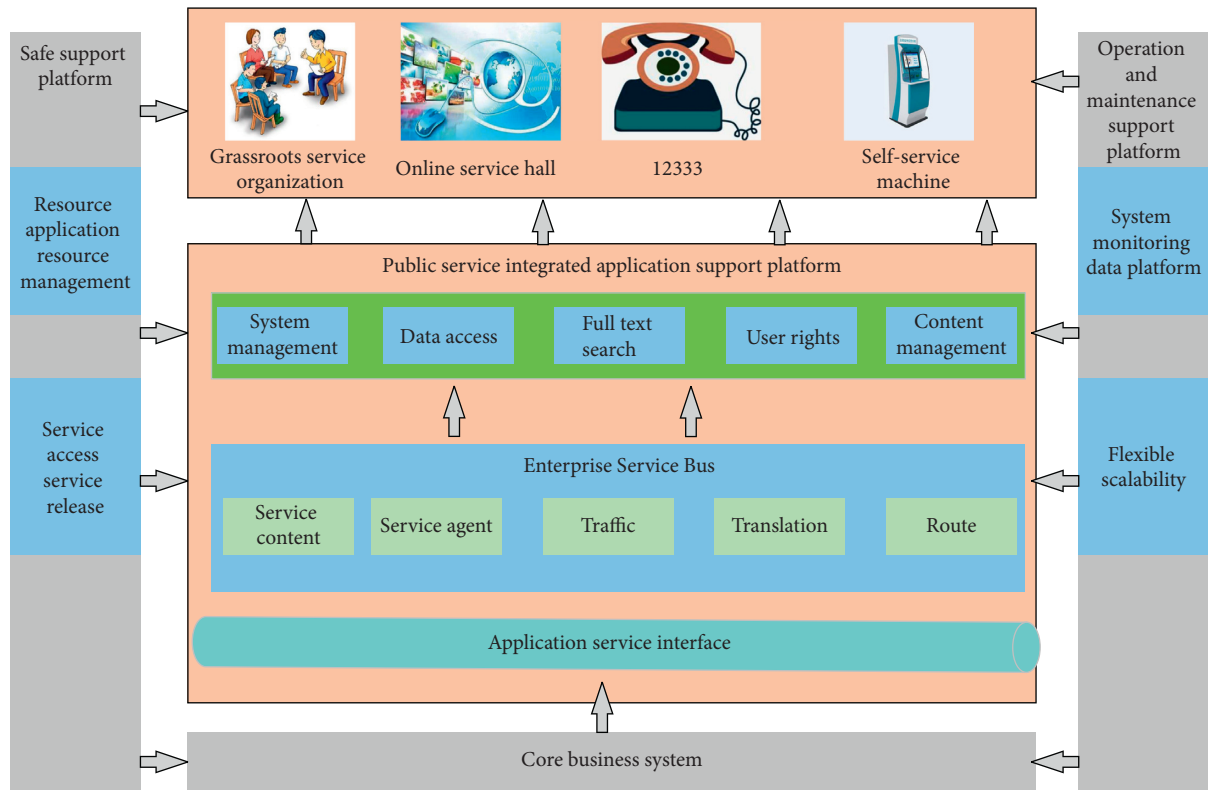 Safe support
platform
Resource
application
resource
management
Service
access
service
release
Grassroots service
organization
Online service hall
12333
Self-service
machine
Public service integrated application support platform
System
management
Data access
Full text
search
User rights
Content
management
Enterprise Service Bus
Service
content
Service agent
Traffic
Translation
Route
Application service interface
Core business system
Operation
and
maintenance
support
platform
System
monitoring
data platform
Flexible
scalability